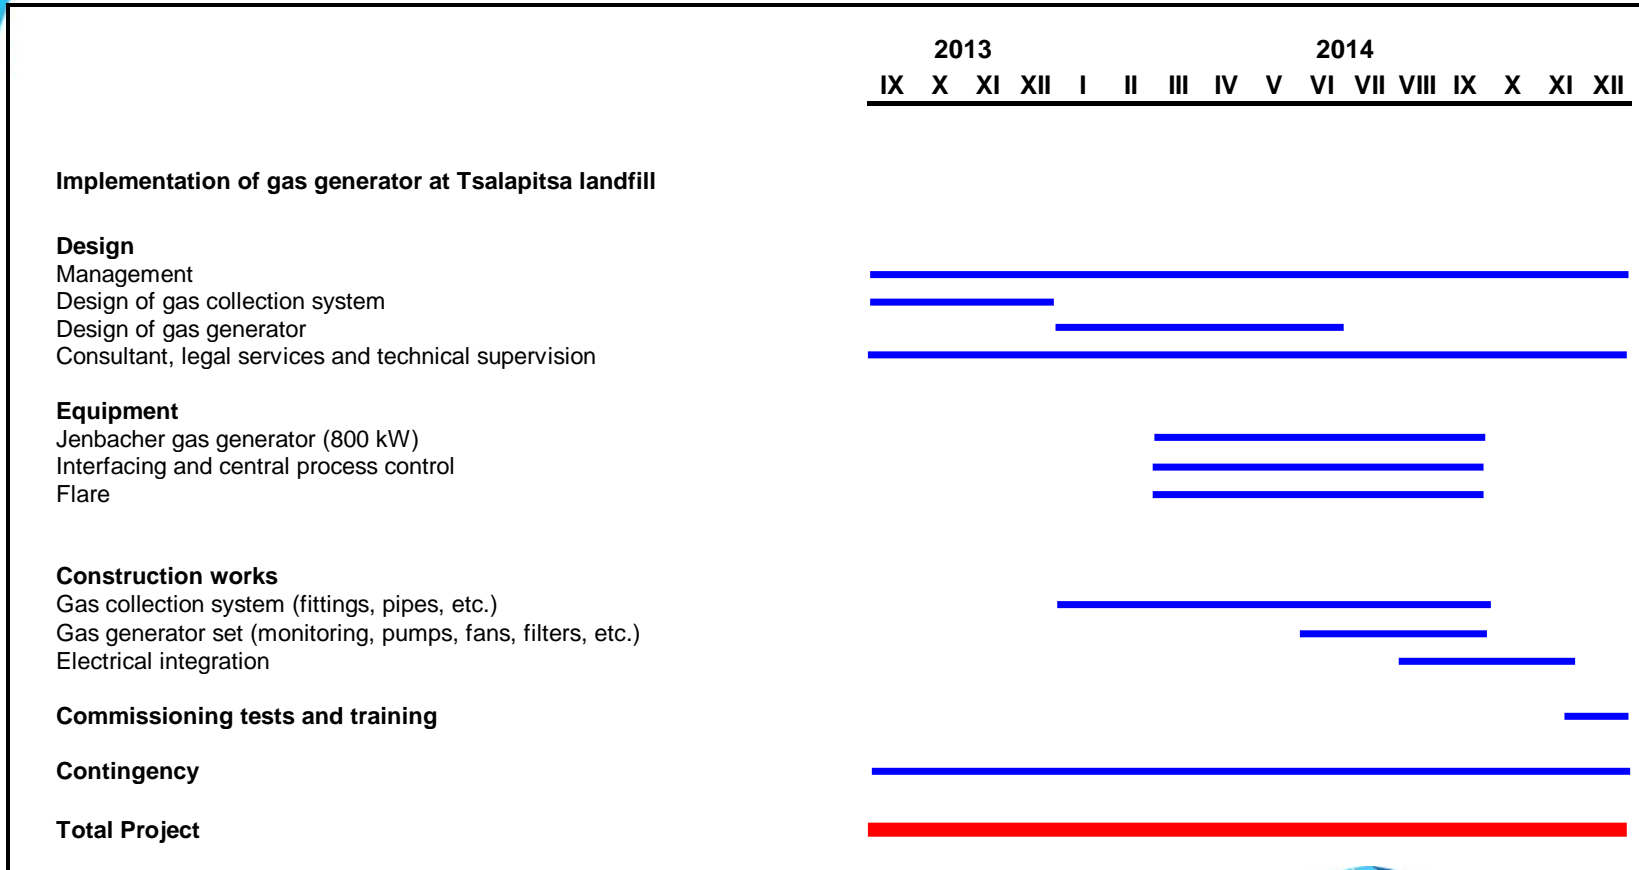 2013 2014
IX X XI XII I II III IV V VI VII VIII IX X XI XII
Implementation of gas generator at Tsalapitsa landfill
Design
Management
Design of gas collection system
Design of gas generator
Consultant, legal services and technical supervision
Equipment
Jenbacher gas generator (800 kW)
Interfacing and central process control
Flare
Construction works
Gas collection system (fittings, pipes, etc.)
Gas generator set (monitoring, pumps, fans, filters, etc.)
Electrical integration
Commissioning tests and training
Contingency
Total Project